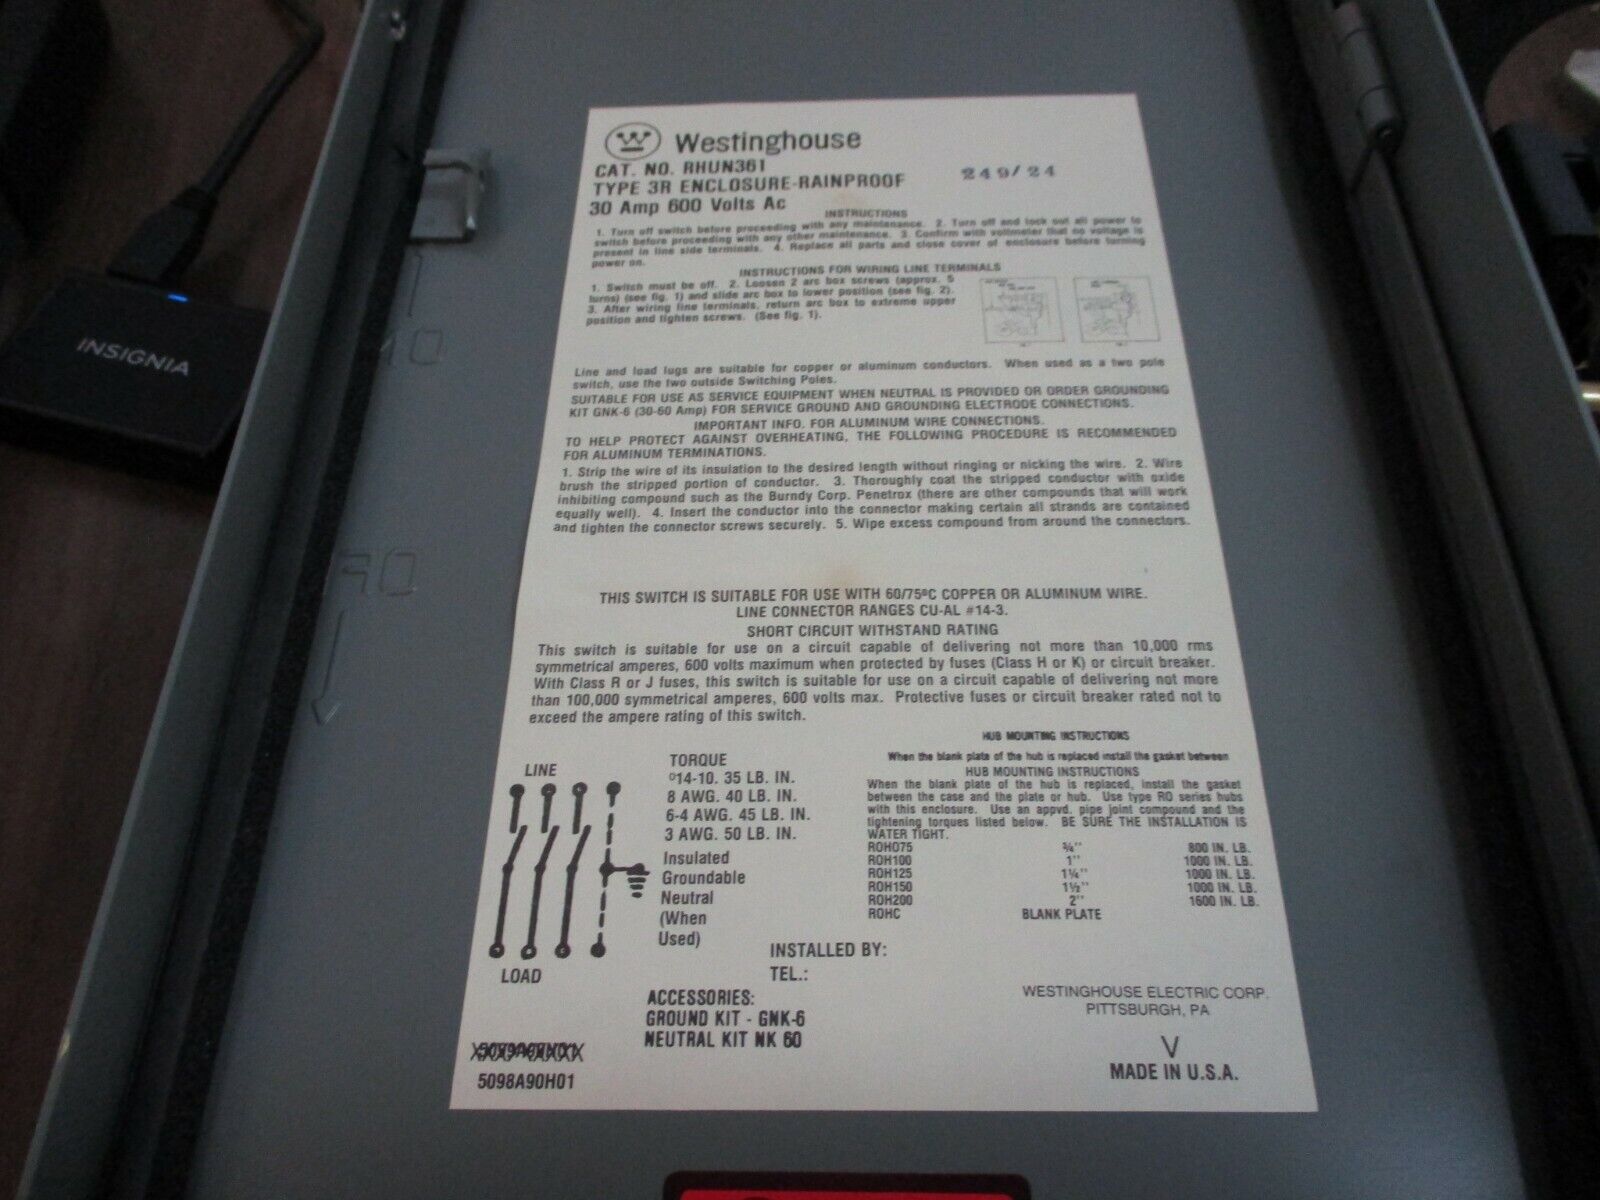 Westinghouse
CAT. NO. RHUN361
249/24
TYPE 3R ENCLOSURE-RAINPROOF
30 Amp 600 Volts Ac
INSTRUCTIONS
1. Turn off switch before proceeding with any maintenance. 2. Turn off and lock out all power to
switch before proceeding with any other maintenance. 3. Confirm with voltmeter that no voltage is
present in line side terminals. 4. Replace all parts and close cover of enclosure before turning
power on.
INSTRUCTIONS FOR WIRING LINE TERMINALS
1. Switch must be off. 2. Loosen 2 arc box screws (approx. 5
turns) (see fig. 1) and slide arc box to lower position (see fig. 2).
3. After wiring line terminals, return arc box to extreme upper
position and tighten screws. (See fig. 1).
Line and load lugs are suitable for copper or aluminum conductors. When used as a two pole
switch, use the two outside Switching Poles.
SUITABLE FOR USE AS SERVICE EQUIPMENT WHEN NEUTRAL IS PROVIDED OR ORDER GROUNDING
KIT GNK-6 (30-60 Amp) FOR SERVICE GROUND AND GROUNDING ELECTRODE CONNECTIONS.
IMPORTANT INFO. FOR ALUMINUM WIRE CONNECTIONS.
TO HELP PROTECT AGAINST OVERHEATING, THE FOLLOWING PROCEDURE IS RECOMMENDED
FOR ALUMINUM TERMINATIONS.
1. Strip the wire of its insulation to the desired length without ringing or nicking the wire. 2. Wire
brush the stripped portion of conductor. 3. Thoroughly coat the stripped conductor with oxide
inhibiting compound such as the Burndy Corp. Penetrox (there are other compounds that will work
equally well). 4. Insert the conductor into the connector making certain all strands are contained
and tighten the connector screws securely. 5. Wipe excess compound from around the connectors.
THIS SWITCH IS SUITABLE FOR USE WITH 60/75°C COPPER OR ALUMINUM WIRE.
LINE CONNECTOR RANGES CU-AL #14-3.
SHORT CIRCUIT WITHSTAND RATING
This switch is suitable for use on a circuit capable of delivering not more than 10,000 rms
symmetrical amperes, 600 volts maximum when protected by fuses (Class H or K) or circuit breaker.
With Class R or J fuses, this switch is suitable for use on a circuit capable of delivering not more
than 100,000 symmetrical amperes, 600 volts max. Protective fuses or circuit breaker rated not to
exceed the ampere rating of this switch.
LINE
LOAD
TORQUE
°14-10. 35 LB. IN.
8 AWG. 40 LB. IN.
6-4 AWG. 45 LB. IN.
3 AWG. 50 LB. IN.
Insulated
Groundable
Neutral
(When
Used)
HUB MOUNTING INSTRUCTIONS
When the blank plate of the hub is replaced install the gasket between
HUB MOUNTING INSTRUCTIONS
When the blank plate of the hub is replaced, install the gasket
between the case and the plate or hub. Use type RO series hubs
with this enclosure. Use an appvd. pipe joint compound and the
tightening torques listed below. BE SURE THE INSTALLATION IS
WATER TIGHT.
ROH075 ¾" 800 IN. LB.
ROH100 1" 1000 IN. LB.
ROH125 1¼" 1000 IN. LB.
ROH150 1½" 1000 IN. LB.
ROH200 2" 1600 IN. LB.
ROHC BLANK PLATE
INSTALLED BY:
TEL.:
ACCESSORIES:
GROUND KIT - GNK-6
NEUTRAL KIT NK 60
WESTINGHOUSE ELECTRIC CORP.
PITTSBURGH, PA
V
MADE IN U.S.A.
5098A90H01
INSIGNIA